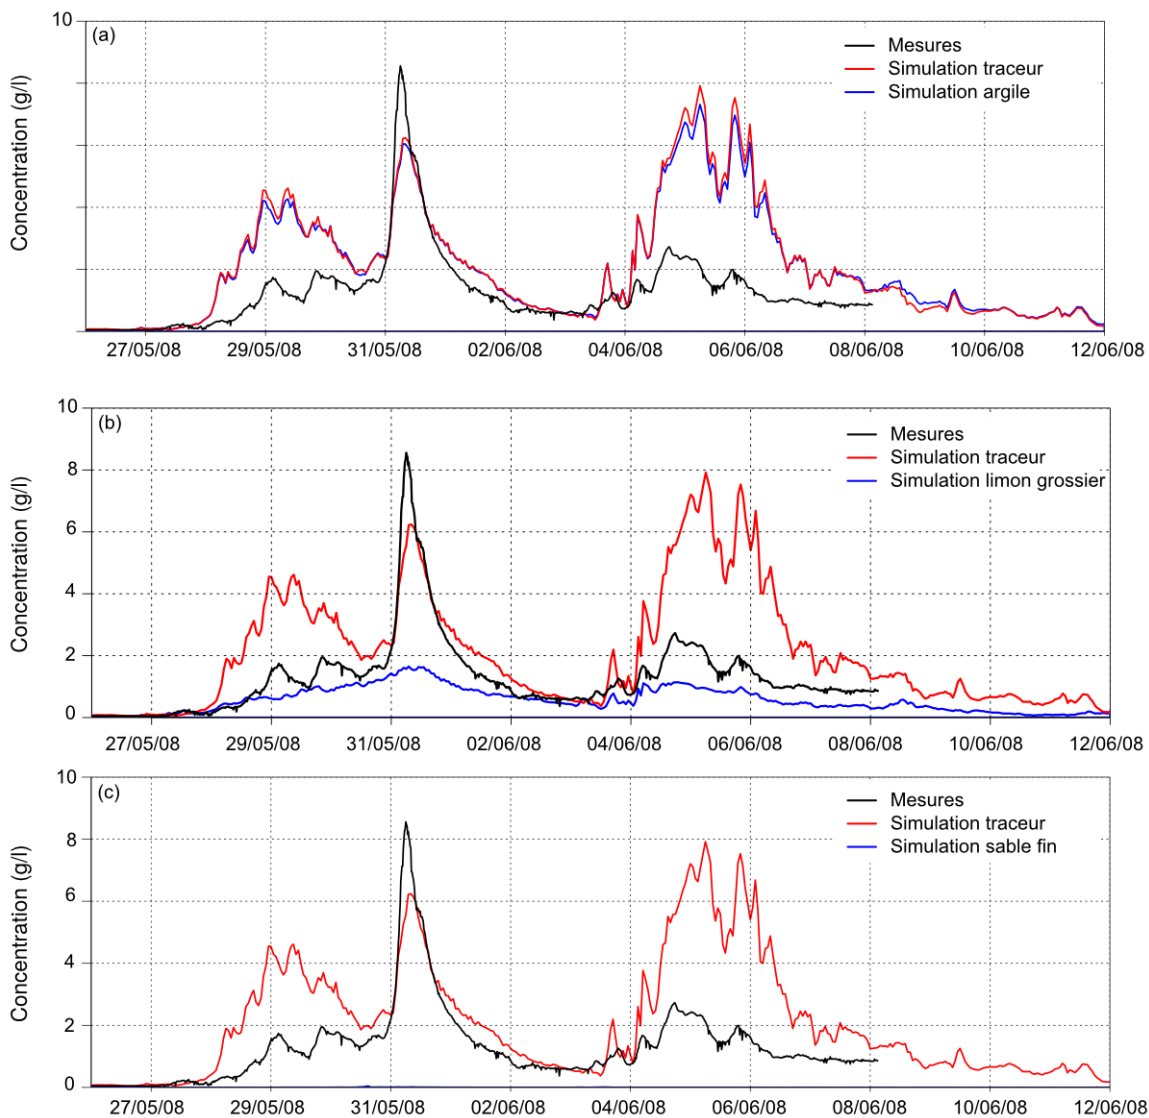 10
(a)
Mesures
Simulation traceur
Simulation argile
Concentration (g/l)
27/05/08 29/05/08 31/05/08 02/06/08 04/06/08 06/06/08 08/06/08 10/06/08 12/06/08
10
(b)
Mesures
Simulation traceur
Simulation limon grossier
8
6
4
2
0
Concentration (g/l)
27/05/08 29/05/08 31/05/08 02/06/08 04/06/08 06/06/08 08/06/08 10/06/08 12/06/08
10
(c)
Mesures
Simulation traceur
Simulation sable fin
8
6
4
2
0
Concentration (g/l)
27/05/08 29/05/08 31/05/08 02/06/08 04/06/08 06/06/08 08/06/08 10/06/08 12/06/08